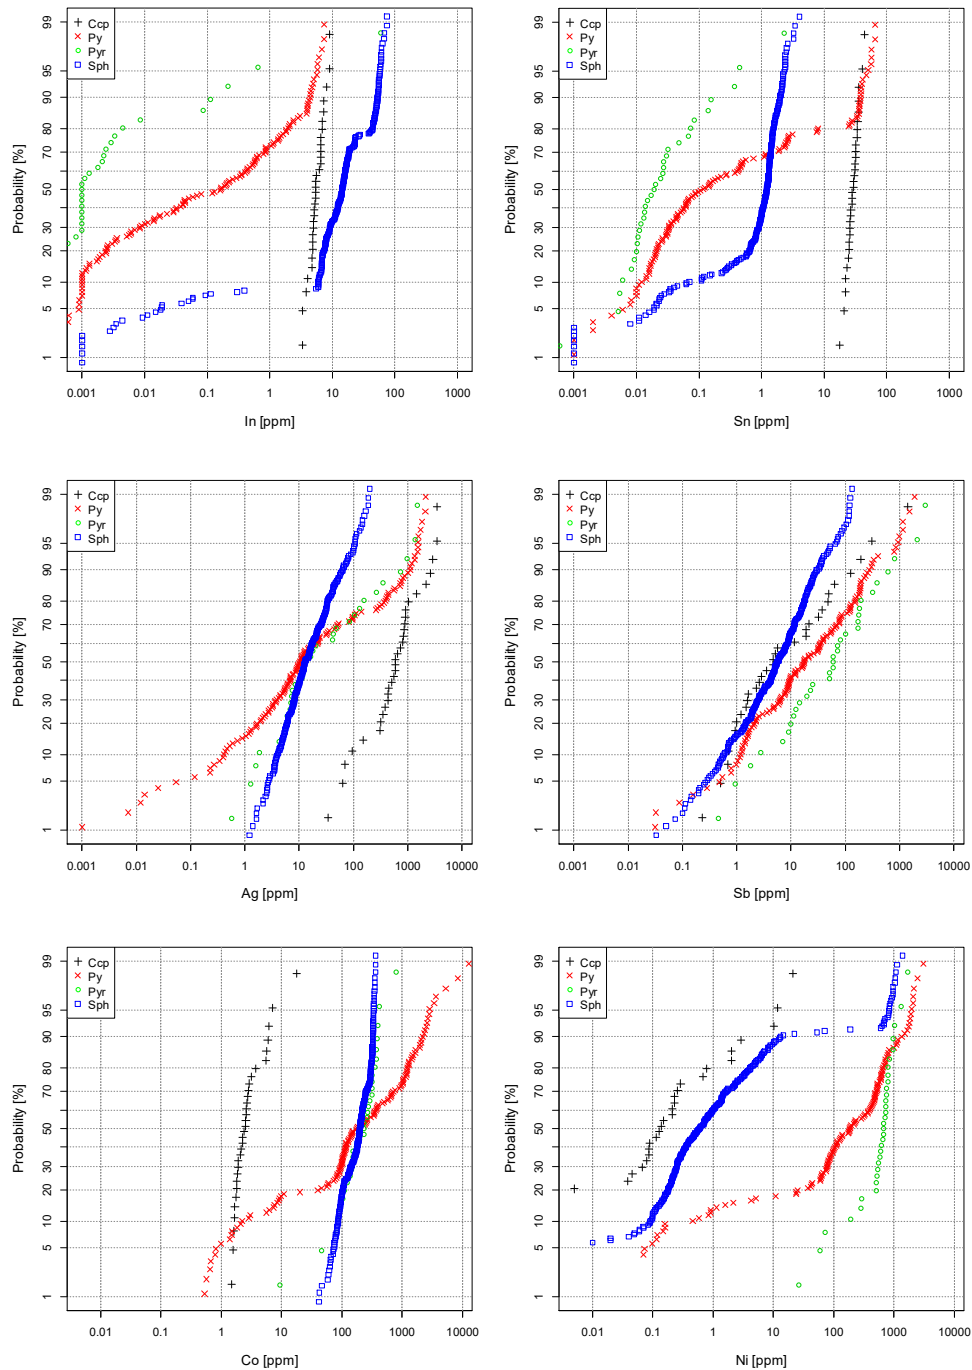 Ccp
Py
Pyr
Sph
Probability [%]
99
95
90
80
70
50
30
20
10
5
1
0.001 0.01 0.1 1 10 100 1000
In [ppm]
Ccp
Py
Pyr
Sph
Probability [%]
99
95
90
80
70
50
30
20
10
5
1
0.001 0.01 0.1 1 10 100 1000
Sn [ppm]
Ccp
Py
Pyr
Sph
Probability [%]
99
95
90
80
70
50
30
20
10
5
1
0.001 0.01 0.1 1 10 100 1000 10000
Ag [ppm]
Ccp
Py
Pyr
Sph
Probability [%]
99
95
90
80
70
50
30
20
10
5
1
0.001 0.01 0.1 1 10 100 1000 10000
Sb [ppm]
Ccp
Py
Pyr
Sph
Probability [%]
99
95
90
80
70
50
30
20
10
5
1
0.01 0.1 1 10 100 1000 10000
Co [ppm]
Ccp
Py
Pyr
Sph
Probability [%]
99
95
90
80
70
50
30
20
10
5
1
0.01 0.1 1 10 100 1000 10000
Ni [ppm]